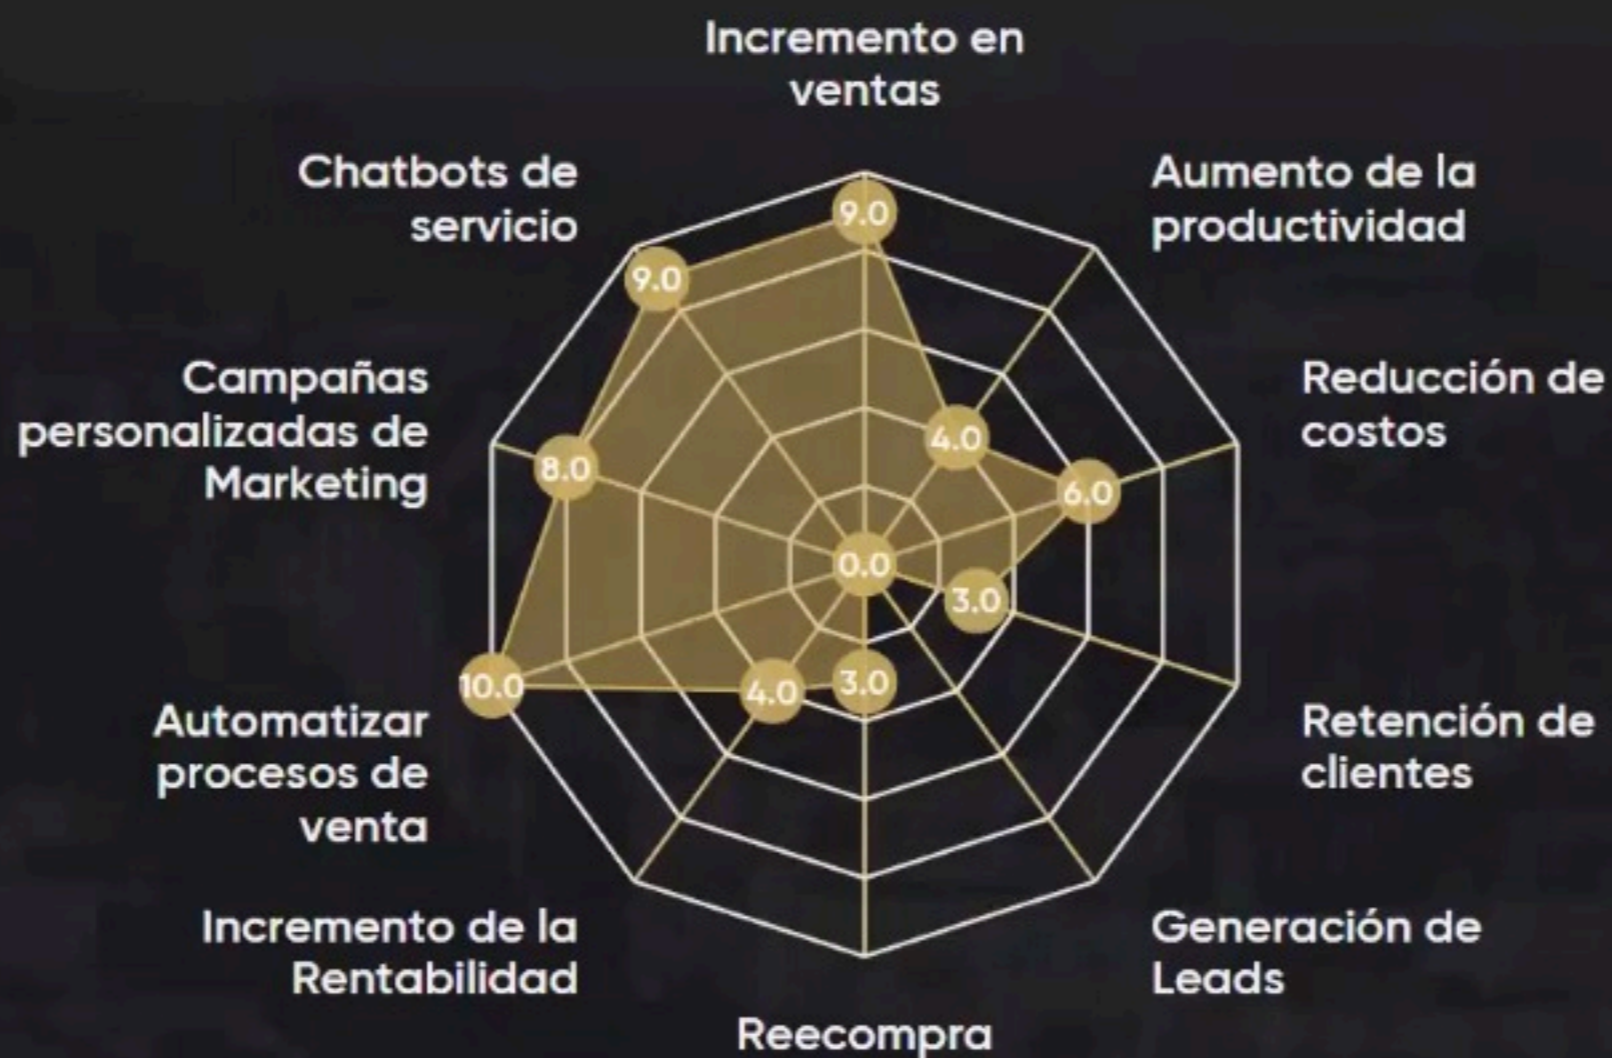 Incremento en
ventas
Chatbots de
servicio
Aumento de la
productividad
9.0
9.0
Campañas
personalizadas de
Marketing
Reducción de
costos
4.0
8.0
6.0
0.0
3.0
10.0
4.0
3.0
Automatizar
procesos de
venta
Retención de
clientes
Incremento de la
Rentabilidad
Generación de
Leads
Reecompra